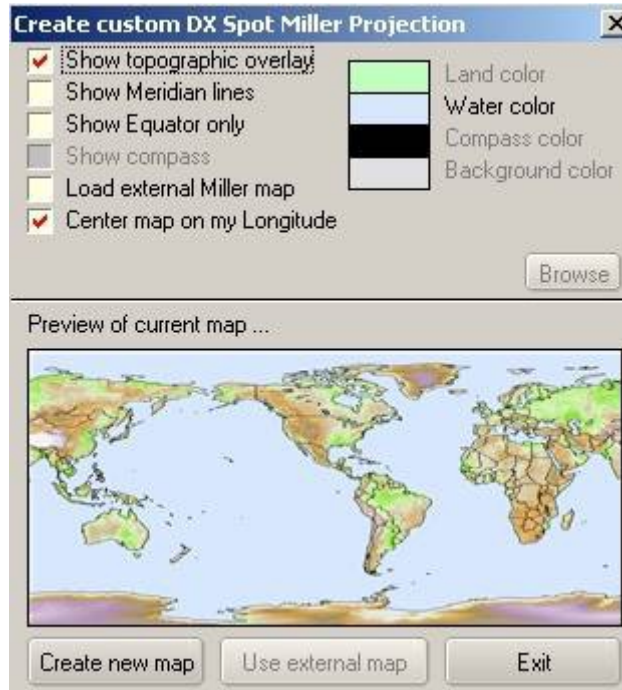 Create custom DX Spot Miller Projection
Show topographic overlay
Show Meridian lines
Show Equator only
Show compass
Load external Miller map
Center map on my Longitude
Land color
Water color
Compass color
Background color
Browse
Preview of current map ...
Create new map
Use external map
Exit